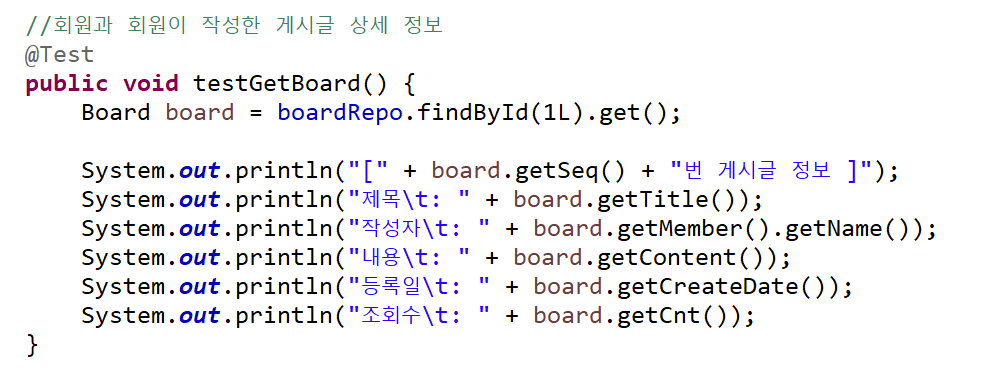 //회원과 회원이 작성한 게시글 상세 정보
@Test
public void testGetBoard() {
    Board board = boardRepo.findById(1L).get();
    System.out.println("[" + board.getSeq() + "번 게시글 정보 ]");
    System.out.println("제목\t: " + board.getTitle());
    System.out.println("작성자\t: " + board.getMember().getName());
    System.out.println("내용\t: " + board.getContent());
    System.out.println("등록일\t: " + board.getCreateDate());
    System.out.println("조회수\t: " + board.getCnt());
}